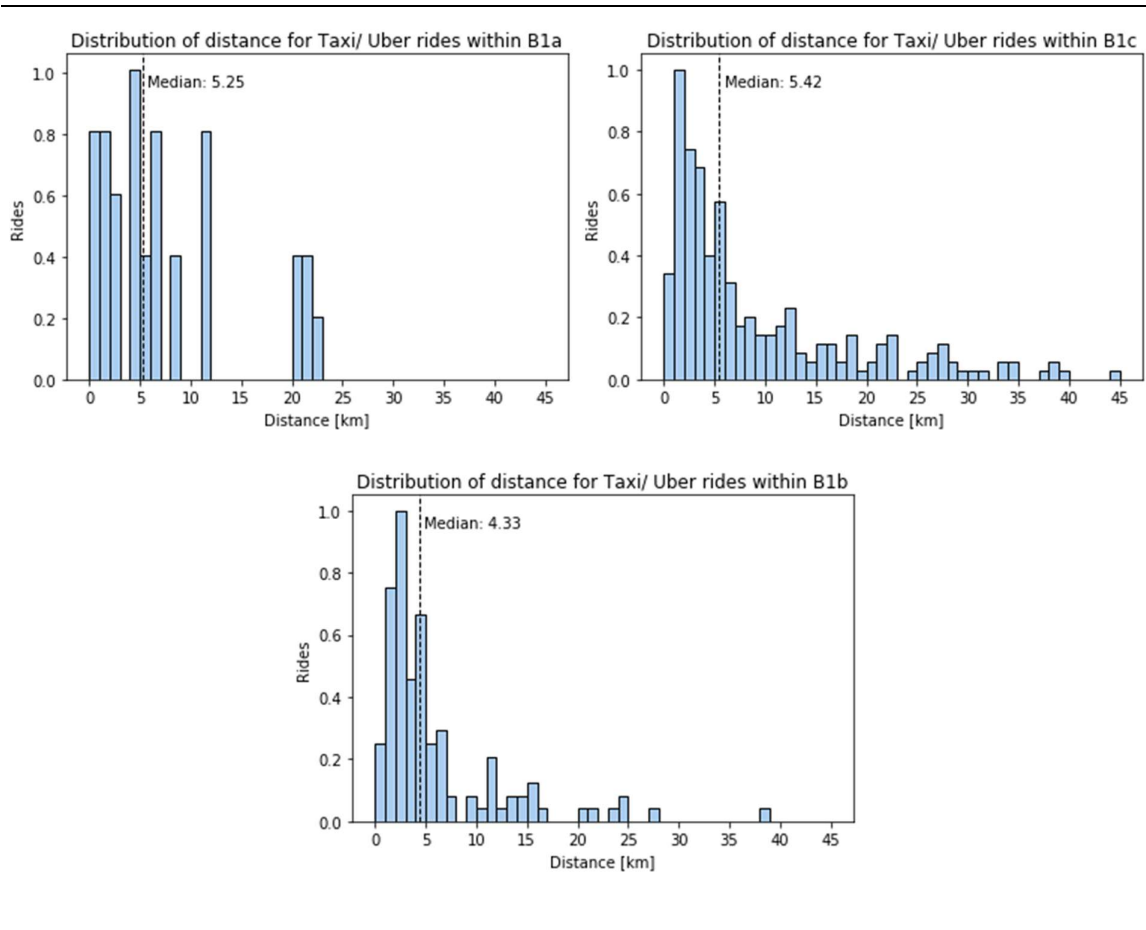 Distribution of distance for Taxi/ Uber rides within B1a
1.0
0.8
0.6
0.4
0.2
0.0
Rides
Median: 5.25
0 5 10 15 20 25 30 35 40 45
Distance [km]
Distribution of distance for Taxi/ Uber rides within B1c
1.0
0.8
0.6
0.4
0.2
0.0
Rides
Median: 5.42
0 5 10 15 20 25 30 35 40 45
Distance [km]
Distribution of distance for Taxi/ Uber rides within B1b
1.0
0.8
0.6
0.4
0.2
0.0
Rides
Median: 4.33
0 5 10 15 20 25 30 35 40 45
Distance [km]